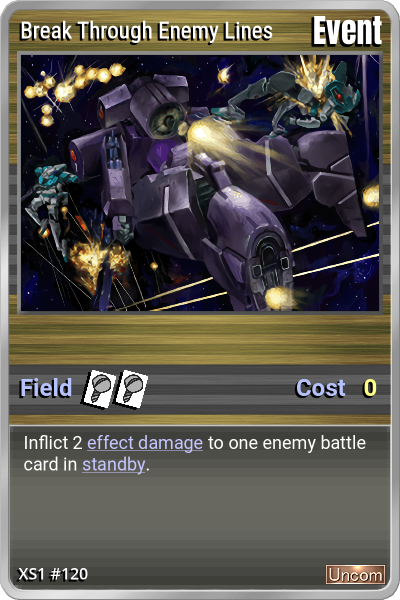 Break Through Enemy Lines Event
Field Cost 0
Inflict 2 effect damage to one enemy battle
card in standby.
XS1 #120 Uncom